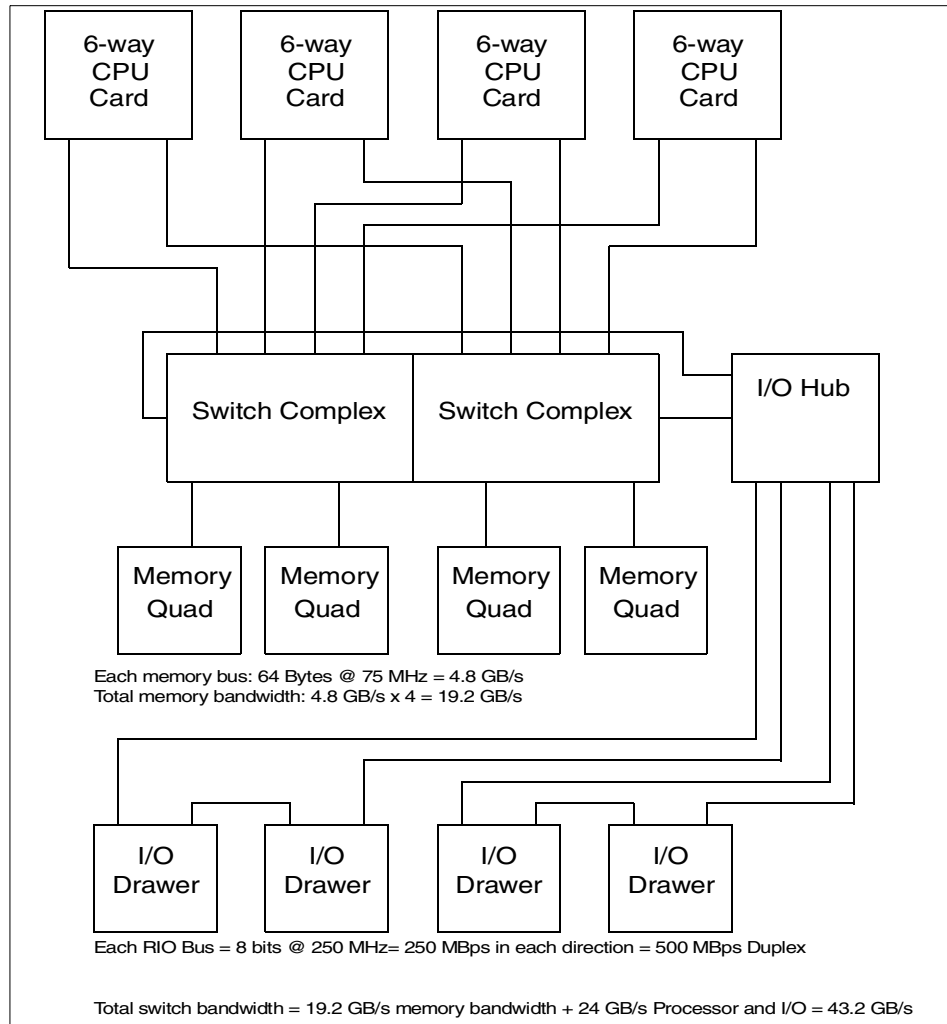 6-way
CPU
Card
6-way
CPU
Card
6-way
CPU
Card
6-way
CPU
Card
Switch Complex
Switch Complex
I/O Hub
Memory
Quad
Memory
Quad
Memory
Quad
Memory
Quad
Each memory bus: 64 Bytes @ 75 MHz = 4.8 GB/s
Total memory bandwidth: 4.8 GB/s x 4 = 19.2 GB/s
I/O
Drawer
I/O
Drawer
I/O
Drawer
I/O
Drawer
Each RIO Bus = 8 bits @ 250 MHz= 250 MBps in each direction = 500 MBps Duplex
Total switch bandwidth = 19.2 GB/s memory bandwidth + 24 GB/s Processor and I/O = 43.2 GB/s